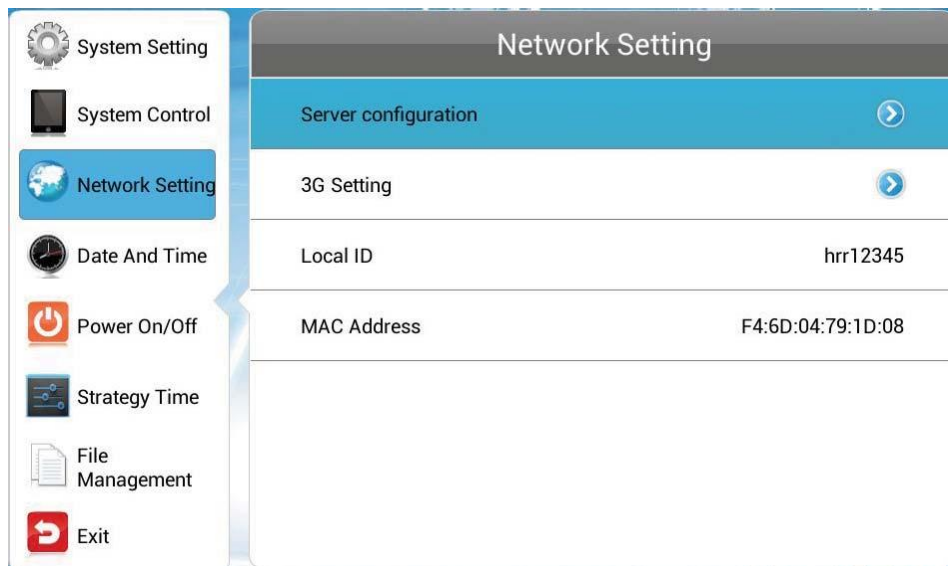 System Setting
System Control
Network Setting
Date And Time
Power On/Off
Strategy Time
File
Management
Exit
Network Setting
Server configuration
3G Setting
Local ID hrr12345
MAC Address F4:6D:04:79:1D:08